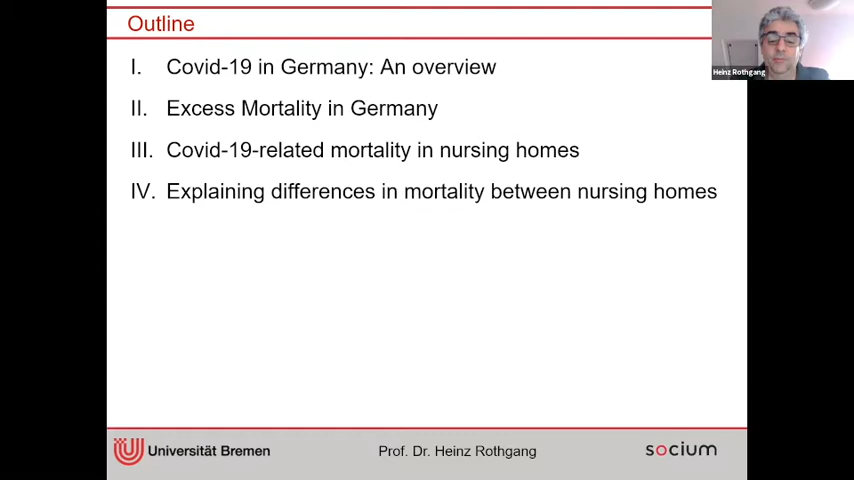 Outline
Heinz Rothgang
I. Covid-19 in Germany: An overview
II. Excess Mortality in Germany
III. Covid-19-related mortality in nursing homes
IV. Explaining differences in mortality between nursing homes
Universität Bremen
Prof. Dr. Heinz Rothgang
socium